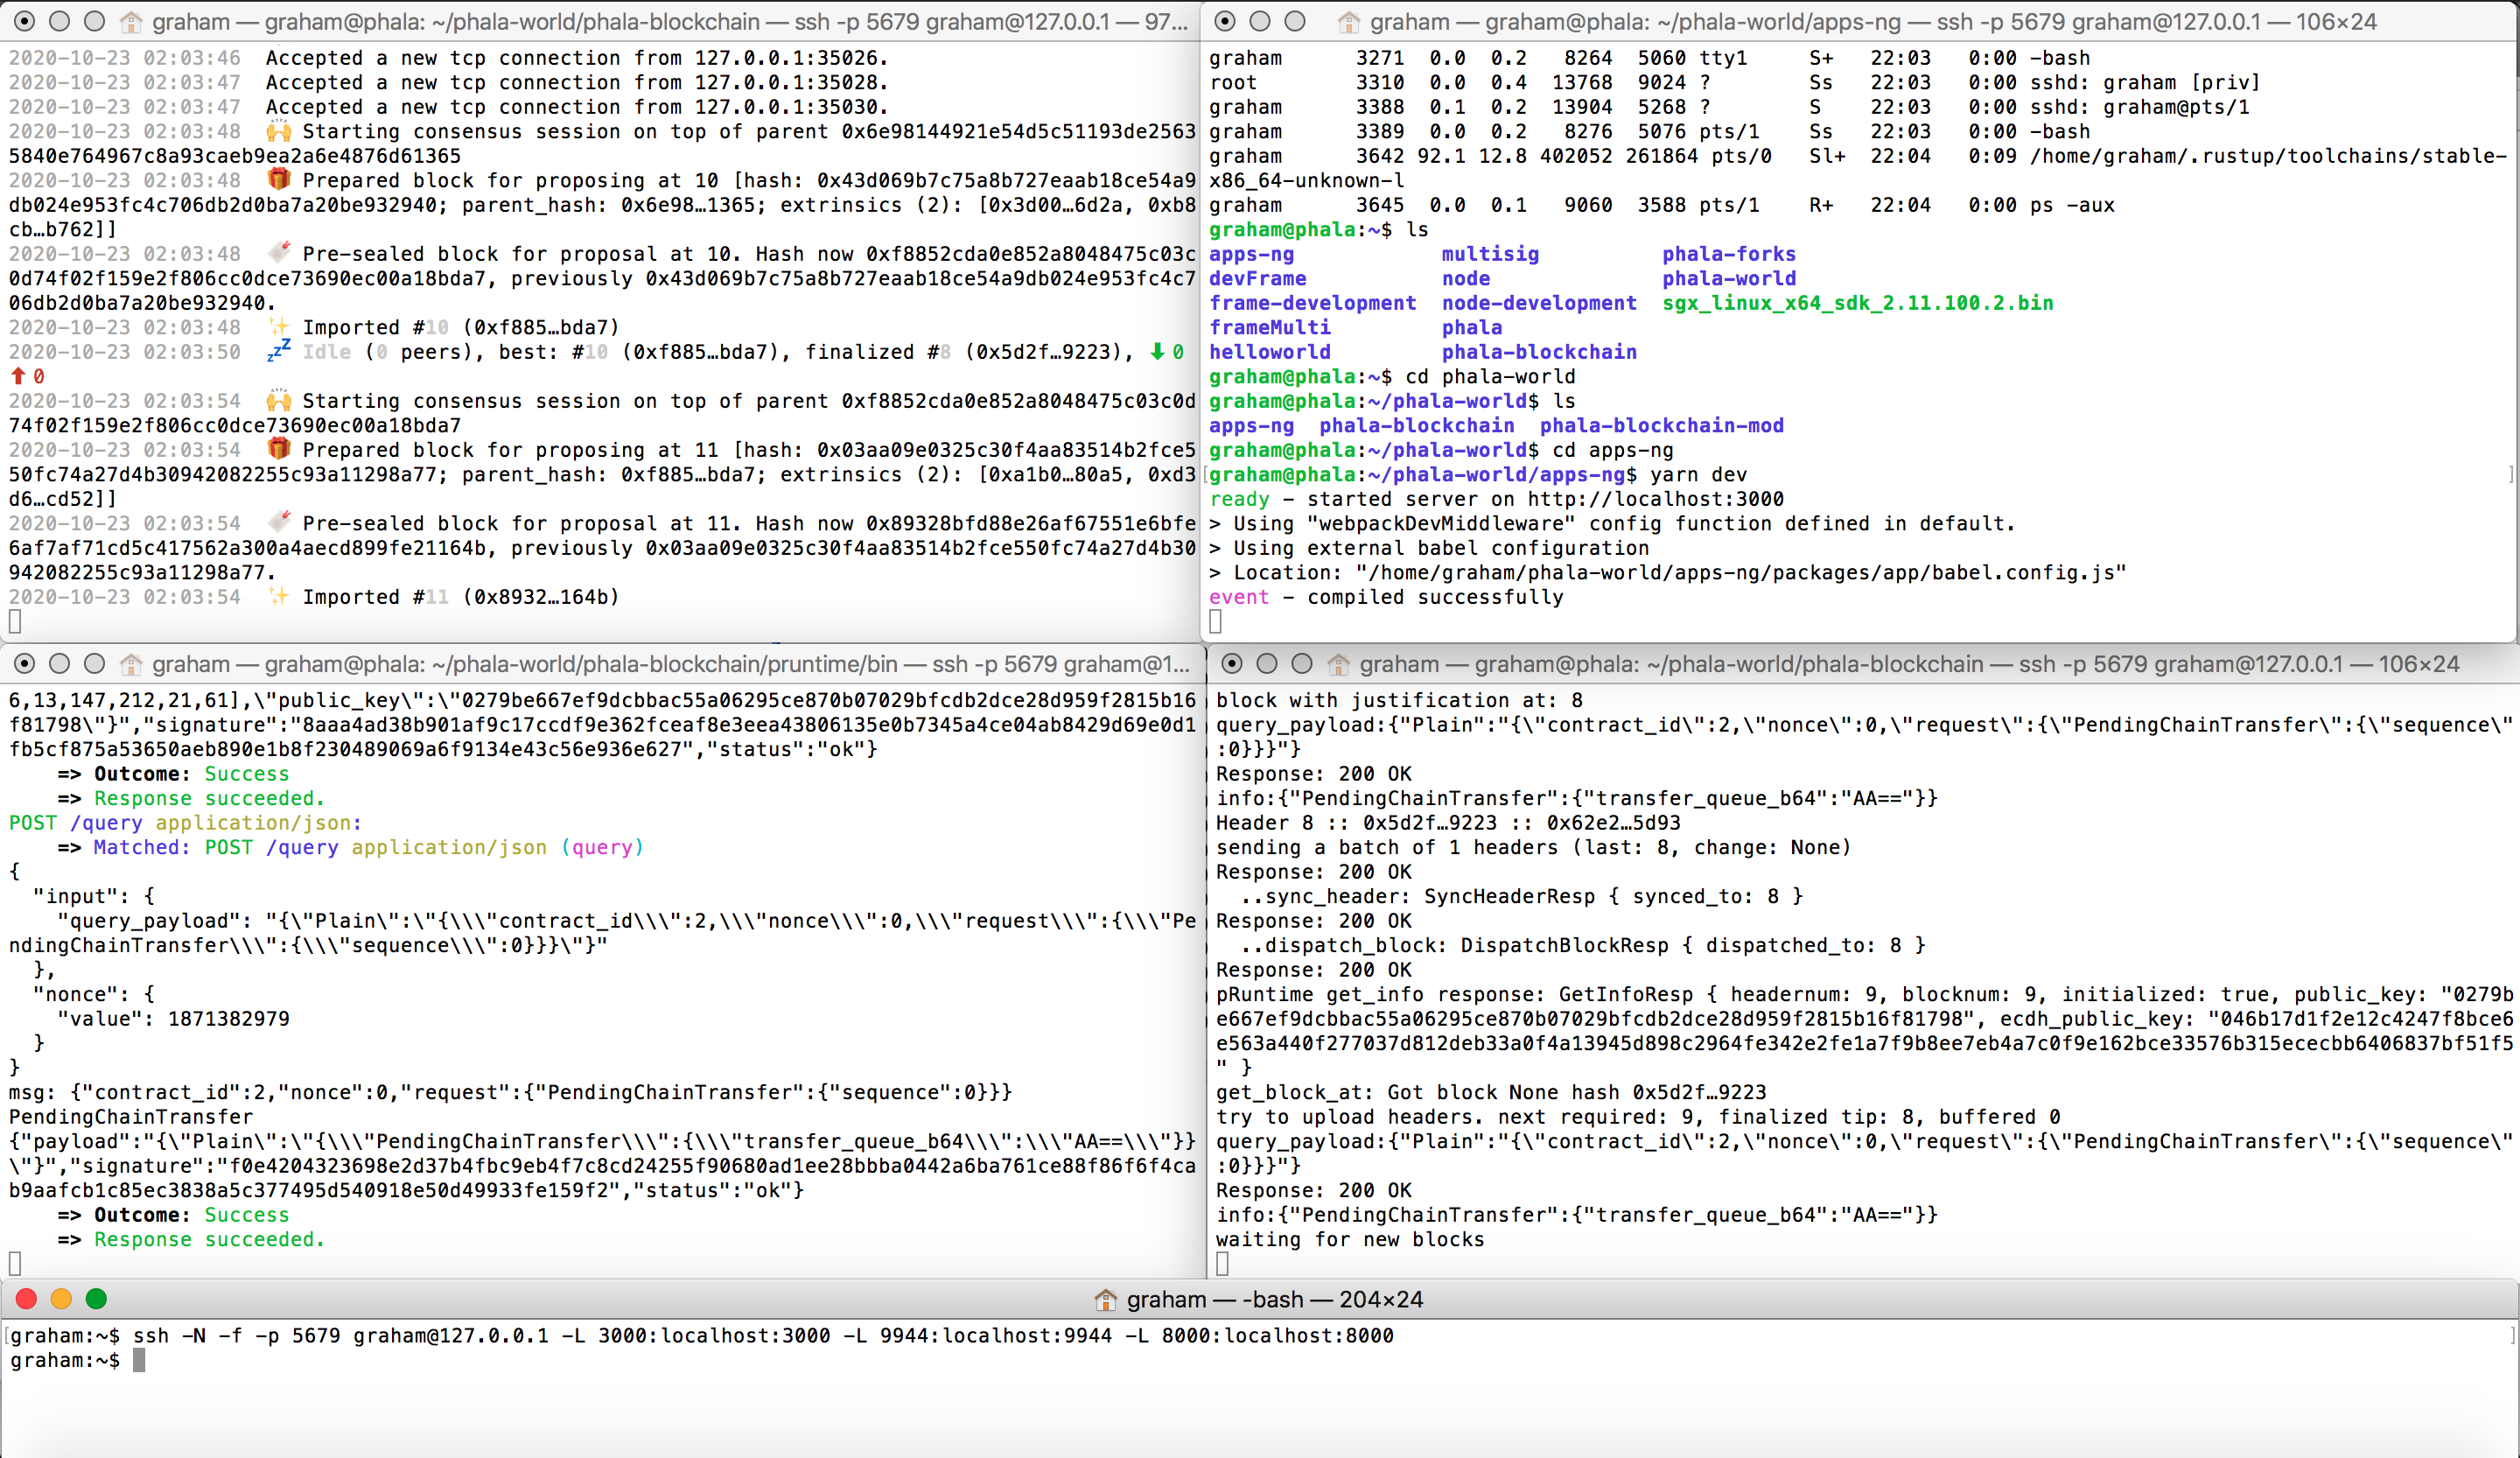 graham — graham@phala: ~/phala-world/phala-blockchain — ssh -p 5679 graham@127.0.0.1 — 97...
2020-10-23 02:03:46  Accepted a new tcp connection from 127.0.0.1:35026.
2020-10-23 02:03:47  Accepted a new tcp connection from 127.0.0.1:35028.
2020-10-23 02:03:47  Accepted a new tcp connection from 127.0.0.1:35030.
2020-10-23 02:03:48  🙌 Starting consensus session on top of parent 0x6e98144921e54d5c51193de2563
5840e764967c8a93caeb9ea2a6e4876d61365
2020-10-23 02:03:48  🎁 Prepared block for proposing at 10 [hash: 0x43d069b7c75a8b727eaab18ce54a9
db024e953fc4c706db2d0ba7a20be932940; parent_hash: 0x6e98…1365; extrinsics (2): [0x3d00…6d2a, 0xb8
cb…b762]]
2020-10-23 02:03:48  🔖 Pre-sealed block for proposal at 10. Hash now 0xf8852cda0e852a8048475c03c
0d74f02f159e2f806cc0dce73690ec00a18bda7, previously 0x43d069b7c75a8b727eaab18ce54a9db024e953fc4c7
06db2d0ba7a20be932940.
2020-10-23 02:03:48  ✨ Imported #10 (0xf885…bda7)
2020-10-23 02:03:50  💤 Idle (0 peers), best: #10 (0xf885…bda7), finalized #8 (0x5d2f…9223), ⬇ 0
⬆ 0
2020-10-23 02:03:54  🙌 Starting consensus session on top of parent 0xf8852cda0e852a8048475c03c0d
74f02f159e2f806cc0dce73690ec00a18bda7
2020-10-23 02:03:54  🎁 Prepared block for proposing at 11 [hash: 0x03aa09e0325c30f4aa83514b2fce5
50fc74a27d4b30942082255c93a11298a77; parent_hash: 0xf885…bda7; extrinsics (2): [0xa1b0…80a5, 0xd3
d6…cd52]]
2020-10-23 02:03:54  🔖 Pre-sealed block for proposal at 11. Hash now 0x89328bfd88e26af67551e6bfe
6af7af71cd5c417562a300a4aecd899fe21164b, previously 0x03aa09e0325c30f4aa83514b2fce550fc74a27d4b30
942082255c93a11298a77.
2020-10-23 02:03:54  ✨ Imported #11 (0x8932…164b)
graham — graham@phala: ~/phala-world/apps-ng — ssh -p 5679 graham@127.0.0.1 — 106×24
graham      3271  0.0  0.2   8264  5060 tty1     S+   22:03   0:00 -bash
root        3310  0.0  0.4  13768  9024 ?        Ss   22:03   0:00 sshd: graham [priv]
graham      3388  0.1  0.2  13904  5268 ?        S    22:03   0:00 sshd: graham@pts/1
graham      3389  0.0  0.2   8276  5076 pts/1    Ss   22:03   0:00 -bash
graham      3642 92.1 12.8 402052 261864 pts/0   Sl+  22:04   0:09 /home/graham/.rustup/toolchains/stable-
x86_64-unknown-l
graham      3645  0.0  0.1   9060  3588 pts/1    R+   22:04   0:00 ps -aux
graham@phala:~$ ls
apps-ng            multisig          phala-forks
devFrame           node              phala-world
frame-development  node-development  sgx_linux_x64_sdk_2.11.100.2.bin
frameMulti         phala
helloworld         phala-blockchain
graham@phala:~$ cd phala-world
graham@phala:~/phala-world$ ls
apps-ng  phala-blockchain  phala-blockchain-mod
graham@phala:~/phala-world$ cd apps-ng
[graham@phala:~/phala-world/apps-ng$ yarn dev ]
ready - started server on http://localhost:3000
> Using "webpackDevMiddleware" config function defined in default.
> Using external babel configuration
> Location: "/home/graham/phala-world/apps-ng/packages/app/babel.config.js"
event - compiled successfully
graham — graham@phala: ~/phala-world/phala-blockchain/pruntime/bin — ssh -p 5679 graham@1...
6,13,147,212,21,61],\"public_key\":\"0279be667ef9dcbbac55a06295ce870b07029bfcdb2dce28d959f2815b16
f81798\"}","signature":"8aaa4ad38b901af9c17ccdf9e362fceaf8e3eea43806135e0b7345a4ce04ab8429d69e0d1
fb5cf875a53650aeb890e1b8f230489069a6f9134e43c56e936e627","status":"ok"}
    => Outcome: Success
    => Response succeeded.
POST /query application/json:
    => Matched: POST /query application/json (query)
{
  "input": {
    "query_payload": "{\"Plain\":\"{\\\"contract_id\\\":2,\\\"nonce\\\":0,\\\"request\\\":{\\\"Pe
ndingChainTransfer\\\":{\\\"sequence\\\":0}}}\"}"
  },
  "nonce": {
    "value": 1871382979
  }
}
msg: {"contract_id":2,"nonce":0,"request":{"PendingChainTransfer":{"sequence":0}}}
PendingChainTransfer
{"payload":"{\"Plain\":\"{\\\"PendingChainTransfer\\\":{\\\"transfer_queue_b64\\\":\\\"AA==\\\"}}
\"}","signature":"f0e4204323698e2d37b4fbc9eb4f7c8cd24255f90680ad1ee28bbba0442a6ba761ce88f86f6f4ca
b9aafcb1c85ec3838a5c377495d540918e50d49933fe159f2","status":"ok"}
    => Outcome: Success
    => Response succeeded.
graham — graham@phala: ~/phala-world/phala-blockchain — ssh -p 5679 graham@127.0.0.1 — 106×24
block with justification at: 8
query_payload:{"Plain":"{\"contract_id\":2,\"nonce\":0,\"request\":{\"PendingChainTransfer\":{\"sequence\"
:0}}}"}
Response: 200 OK
info:{"PendingChainTransfer":{"transfer_queue_b64":"AA=="}}
Header 8 :: 0x5d2f…9223 :: 0x62e2…5d93
sending a batch of 1 headers (last: 8, change: None)
Response: 200 OK
  ..sync_header: SyncHeaderResp { synced_to: 8 }
Response: 200 OK
  ..dispatch_block: DispatchBlockResp { dispatched_to: 8 }
Response: 200 OK
pRuntime get_info response: GetInfoResp { headernum: 9, blocknum: 9, initialized: true, public_key: "0279b
e667ef9dcbbac55a06295ce870b07029bfcdb2dce28d959f2815b16f81798", ecdh_public_key: "046b17d1f2e12c4247f8bce6
e563a440f277037d812deb33a0f4a13945d898c2964fe342e2fe1a7f9b8ee7eb4a7c0f9e162bce33576b315ececbb6406837bf51f5
" }
get_block_at: Got block None hash 0x5d2f…9223
try to upload headers. next required: 9, finalized tip: 8, buffered 0
query_payload:{"Plain":"{\"contract_id\":2,\"nonce\":0,\"request\":{\"PendingChainTransfer\":{\"sequence\"
:0}}}"}
Response: 200 OK
info:{"PendingChainTransfer":{"transfer_queue_b64":"AA=="}}
waiting for new blocks
graham — -bash — 204×24
[graham:~$ ssh -N -f -p 5679 graham@127.0.0.1 -L 3000:localhost:3000 -L 9944:localhost:9944 -L 8000:localhost:8000 ]
graham:~$